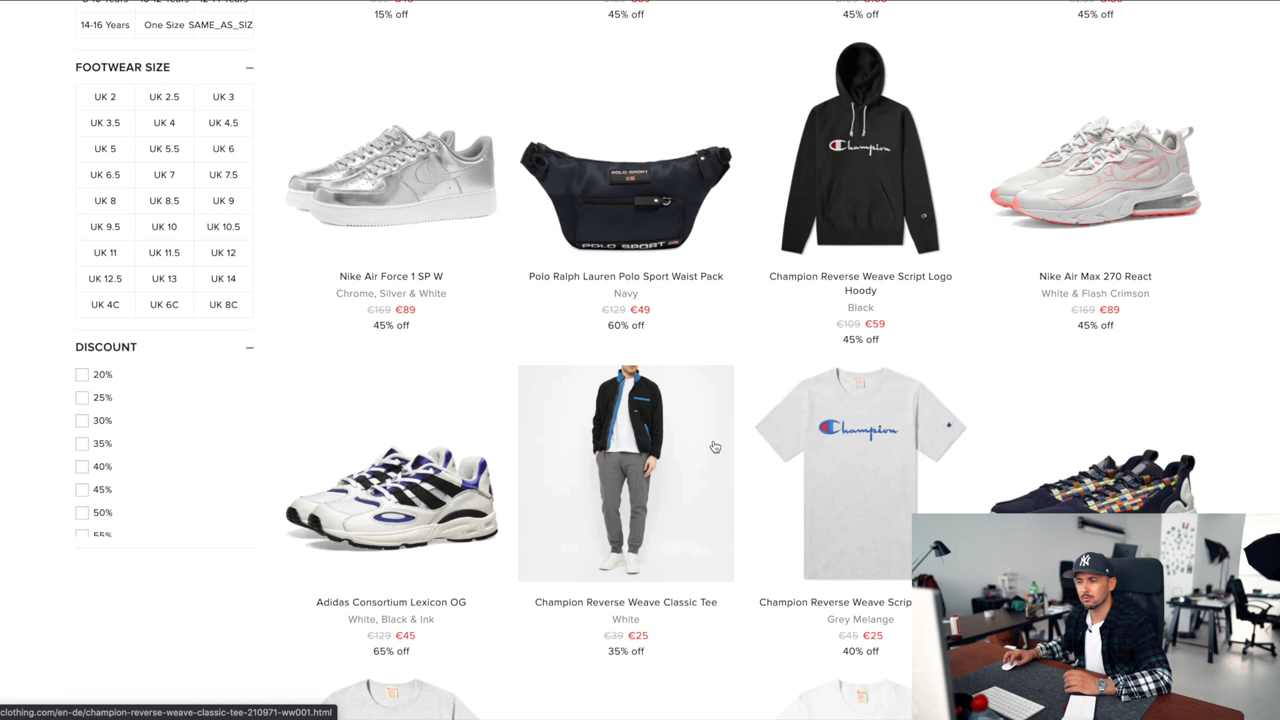 15% off
45% off
45% off
45% off
14-16 Years
One Size
SAME_AS_SIZ
FOOTWEAR SIZE
UK 2
UK 2.5
UK 3
UK 3.5
UK 4
UK 4.5
UK 5
UK 5.5
UK 6
UK 6.5
UK 7
UK 7.5
UK 8
UK 8.5
UK 9
UK 9.5
UK 10
UK 10.5
UK 11
UK 11.5
UK 12
UK 12.5
UK 13
UK 14
UK 4C
UK 6C
UK 8C
DISCOUNT
20%
25%
30%
35%
40%
45%
50%
55%
POLO SPORT
POLO SPORT
Champion
Nike Air Force 1 SP W
Chrome, Silver & White
€169 €89
45% off
Polo Ralph Lauren Polo Sport Waist Pack
Navy
€129 €49
60% off
Champion Reverse Weave Script Logo
Hoody
Black
€109 €59
45% off
Nike Air Max 270 React
White & Flash Crimson
€169 €89
45% off
Champion
Adidas Consortium Lexicon OG
White, Black & Ink
€129 €45
65% off
Champion Reverse Weave Classic Tee
White
€39 €25
35% off
Champion Reverse Weave Scrip
Grey Melange
€45 €25
40% off
clothing.com/en-de/champion-reverse-weave-classic-tee-210971-ww001.html